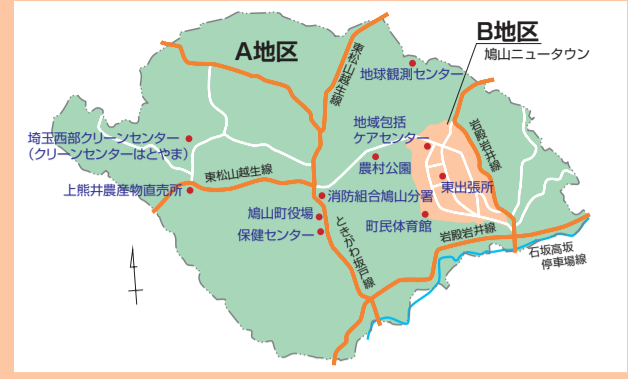 A地区
B地区
鳩山ニュータウン
東松山越生線
地球観測センター
岩殿岩井線
地域包括
ケアセンター
埼玉西部クリーンセンター
(クリーンセンターはとやま)
農村公園
東松山越生線
東出張所
上熊井農産物直売所
消防組合鳩山分署
鳩山町役場
町民体育館
保健センター
ときがわ坂戸線
岩殿岩井線
石坂高坂
停車場線